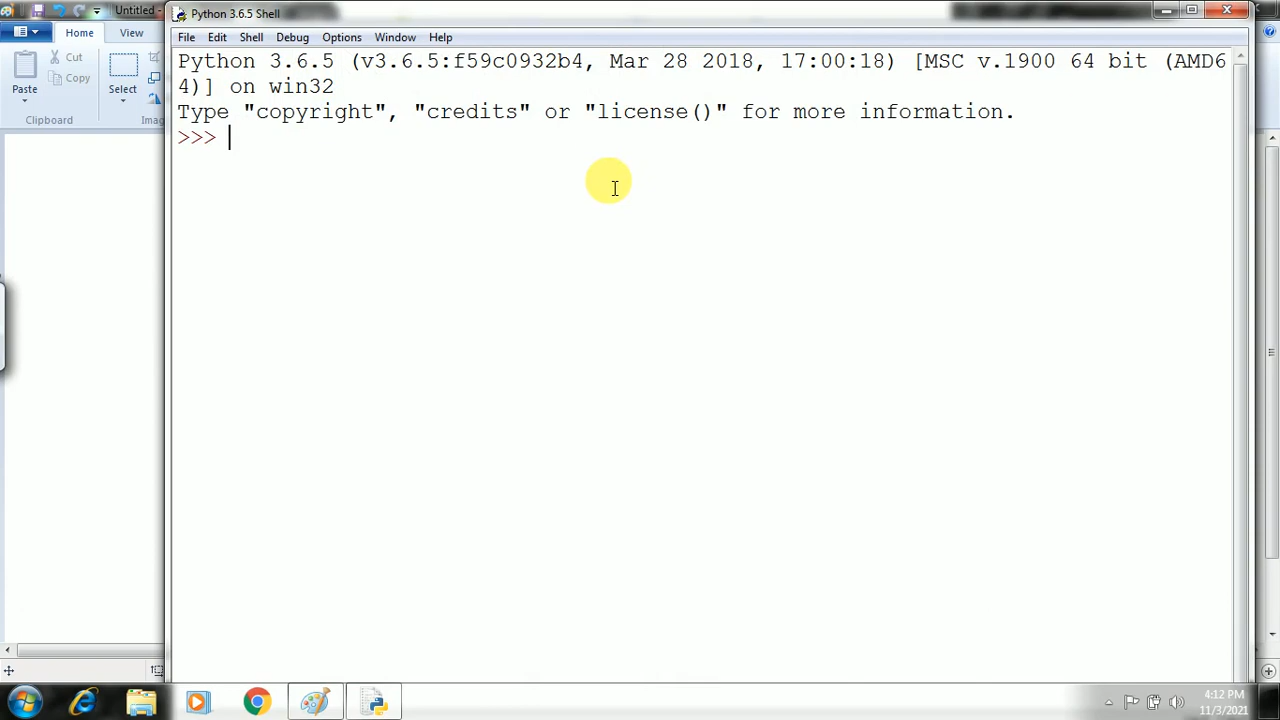 Untitled -
Python 3.6.5 Shell
Home
View
File Edit Shell Debug Options Window Help
Cut
Copy
Paste
Select
Clipboard
Python 3.6.5 (v3.6.5:f59c0932b4, Mar 28 2018, 17:00:18) [MSC v.1900 64 bit (AMD6
4)] on win32
Type "copyright", "credits" or "license()" for more information.
>>>
4:12 PM
11/3/2021